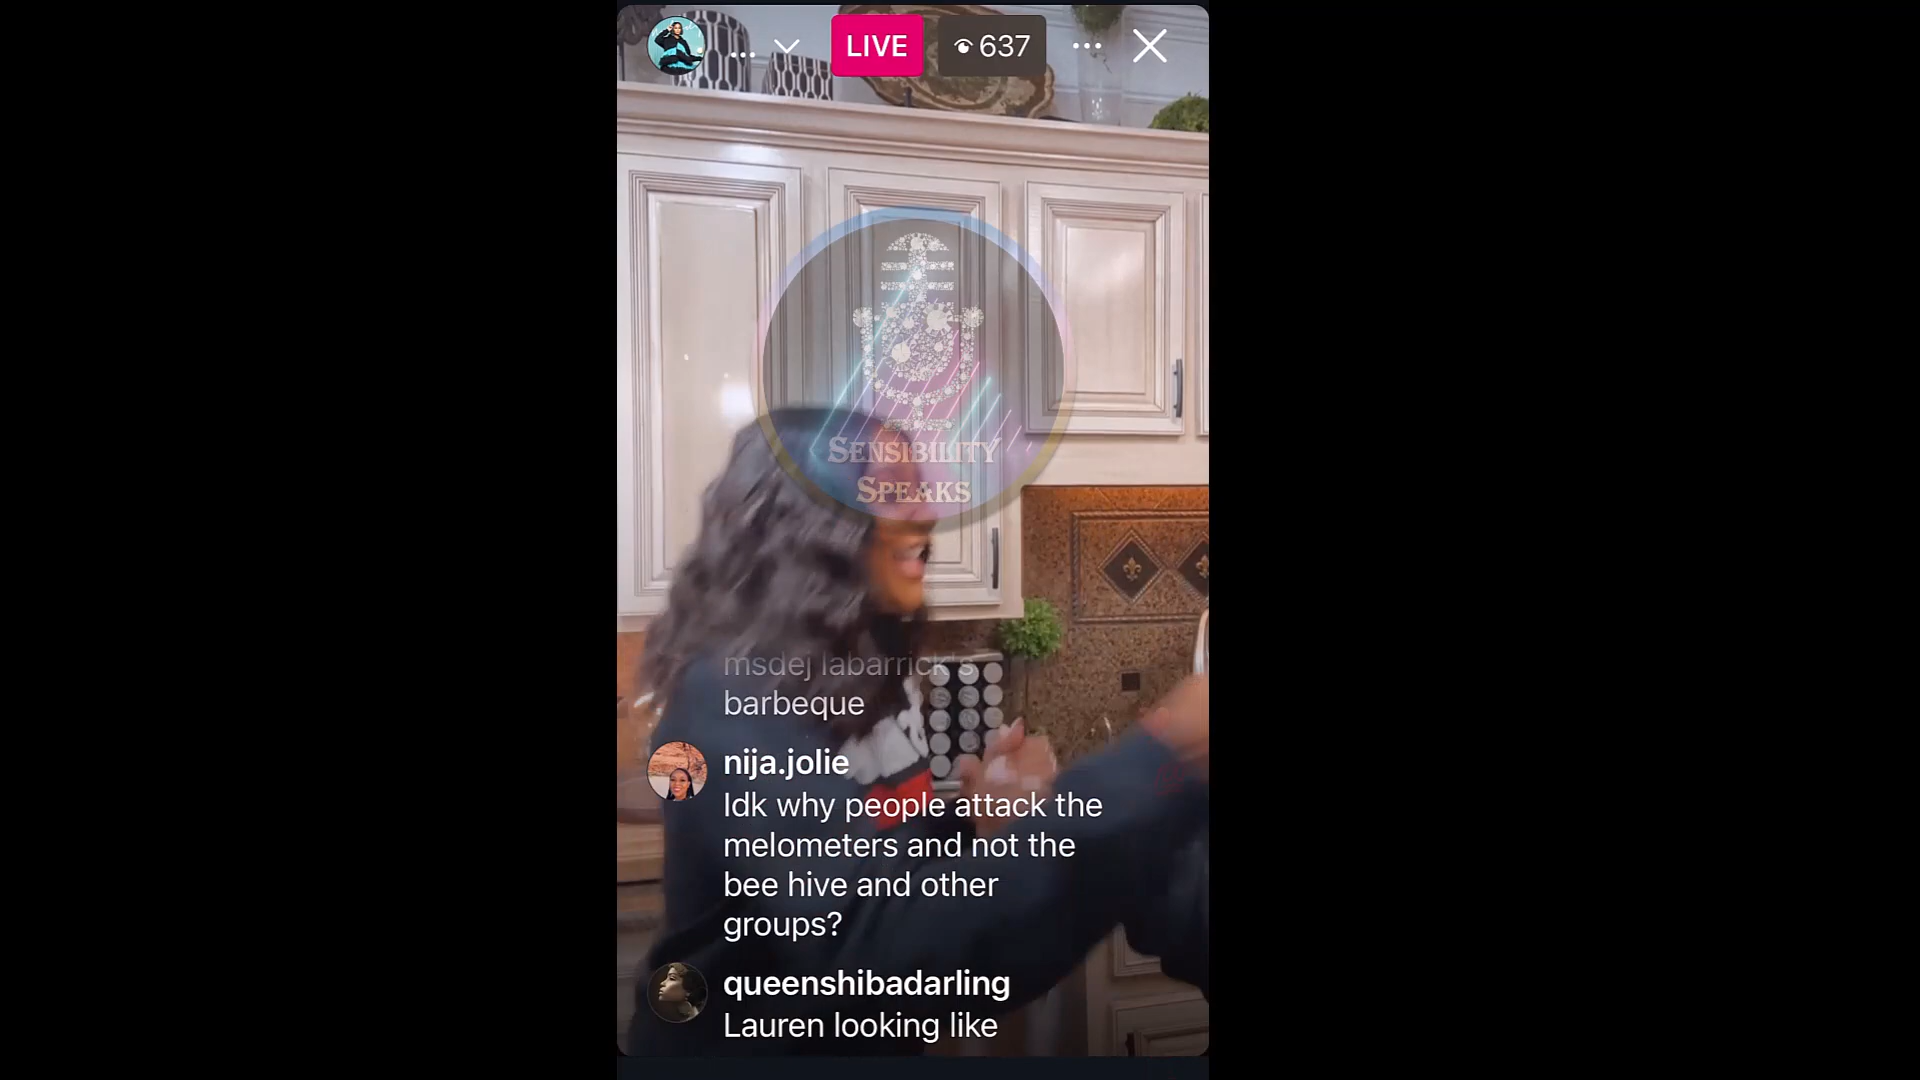 LIVE
637
SENSIBILITY
SPEAKS
msdej labarrick's
barbeque
nija.jolie
Idk why people attack the
melometers and not the
bee hive and other
groups?
queenshibadarling
Lauren looking like